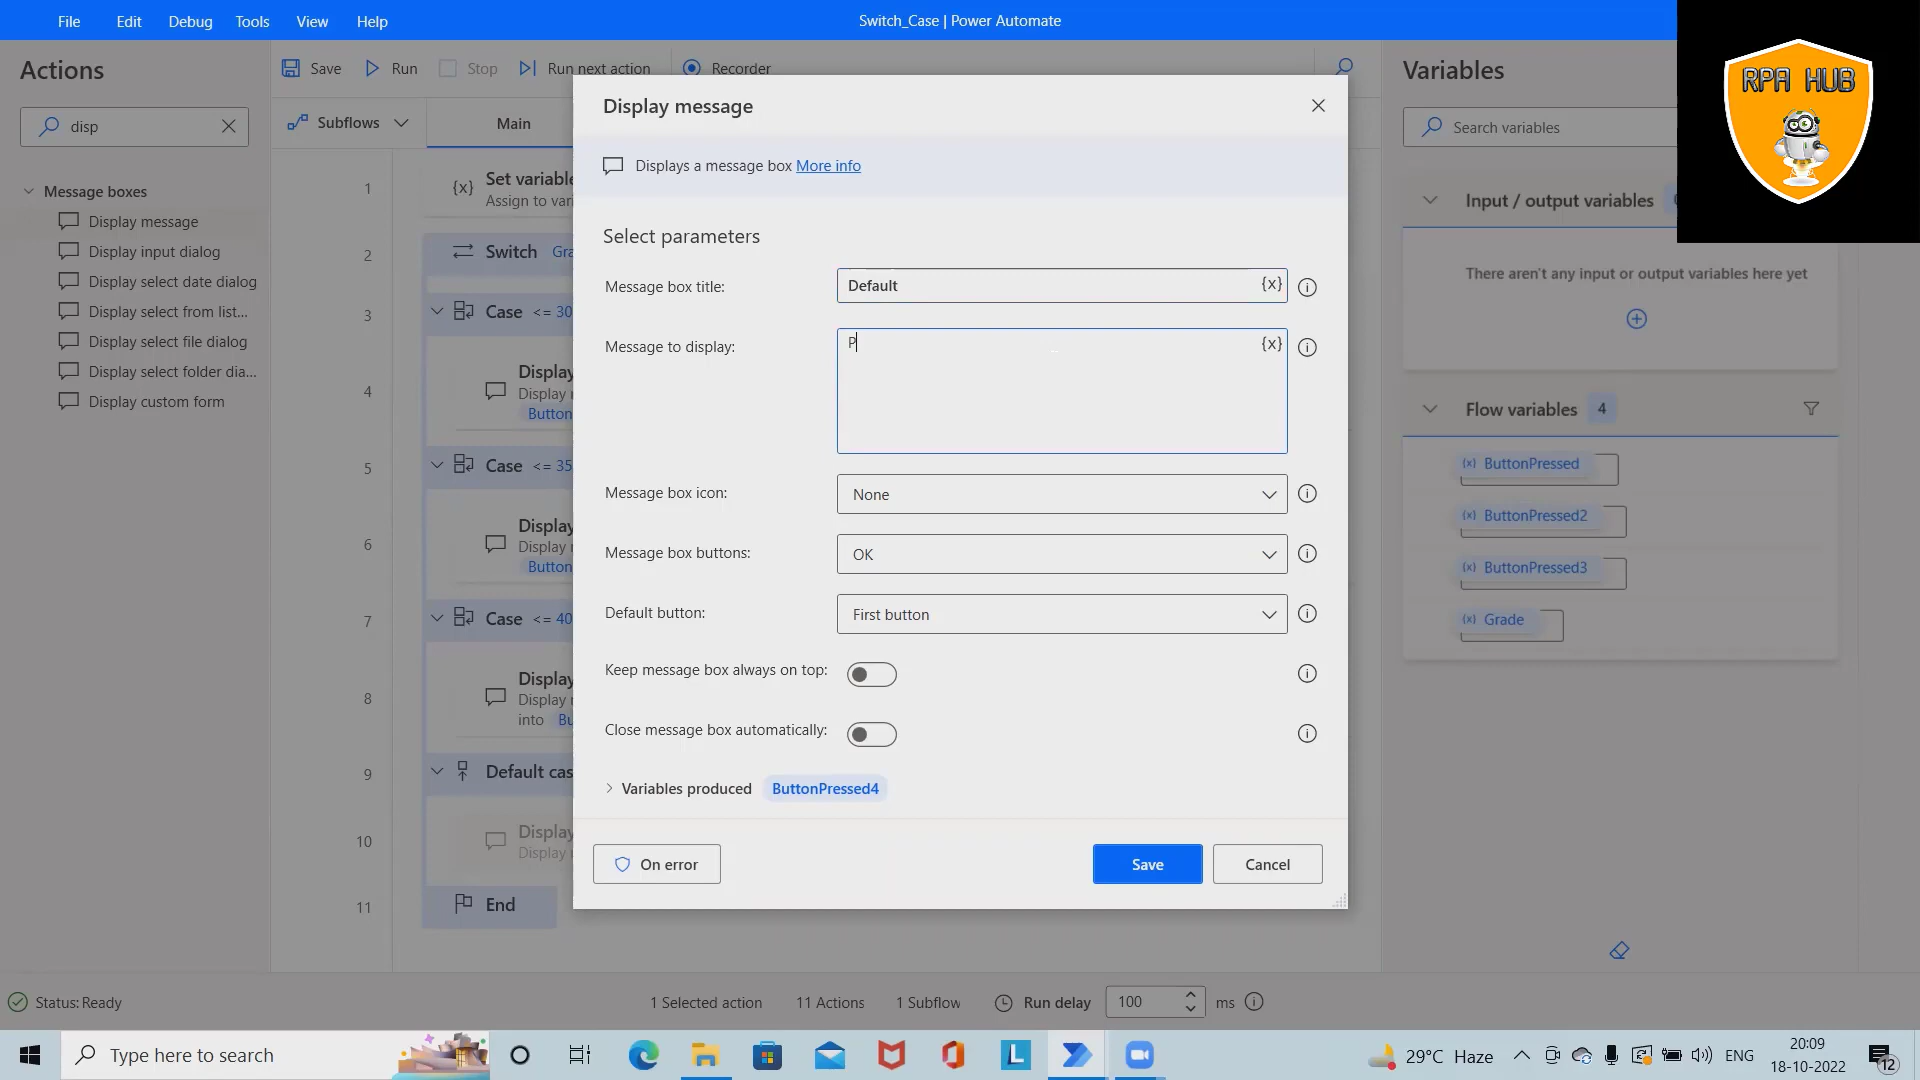 File Edit Debug Tools View Help
Switch_Case | Power Automate
RPA HUB
Actions
disp
Message boxes
Display message
Display input dialog
Display select date dialog
Display select from list...
Display select file dialog
Display select folder dia...
Display custom form
Save Run Stop Run next action Recorder
Subflows Main
1 {x} Set variable
Assign to vari
2 Switch Gra
3 Case <= 30
4 Display
Display
Button
5 Case <= 35
6 Display
Display
Button
7 Case <= 40
8 Display
Display
into Bu
9 Default cas
10 Display
Display
11 End
Display message
Displays a message box More info
Select parameters
Message box title: Default {x}
Message to display: P {x}
Message box icon: None
Message box buttons: OK
Default button: First button
Keep message box always on top:
Close message box automatically:
Variables produced ButtonPressed4
On error Save Cancel
Variables
Search variables
Input / output variables
There aren't any input or output variables here yet
Flow variables 4
{x} ButtonPressed
{x} ButtonPressed2
{x} ButtonPressed3
{x} Grade
Status: Ready 1 Selected action 11 Actions 1 Subflow Run delay 100 ms
Type here to search
L
29°C Haze ENG
20:09
18-10-2022
12